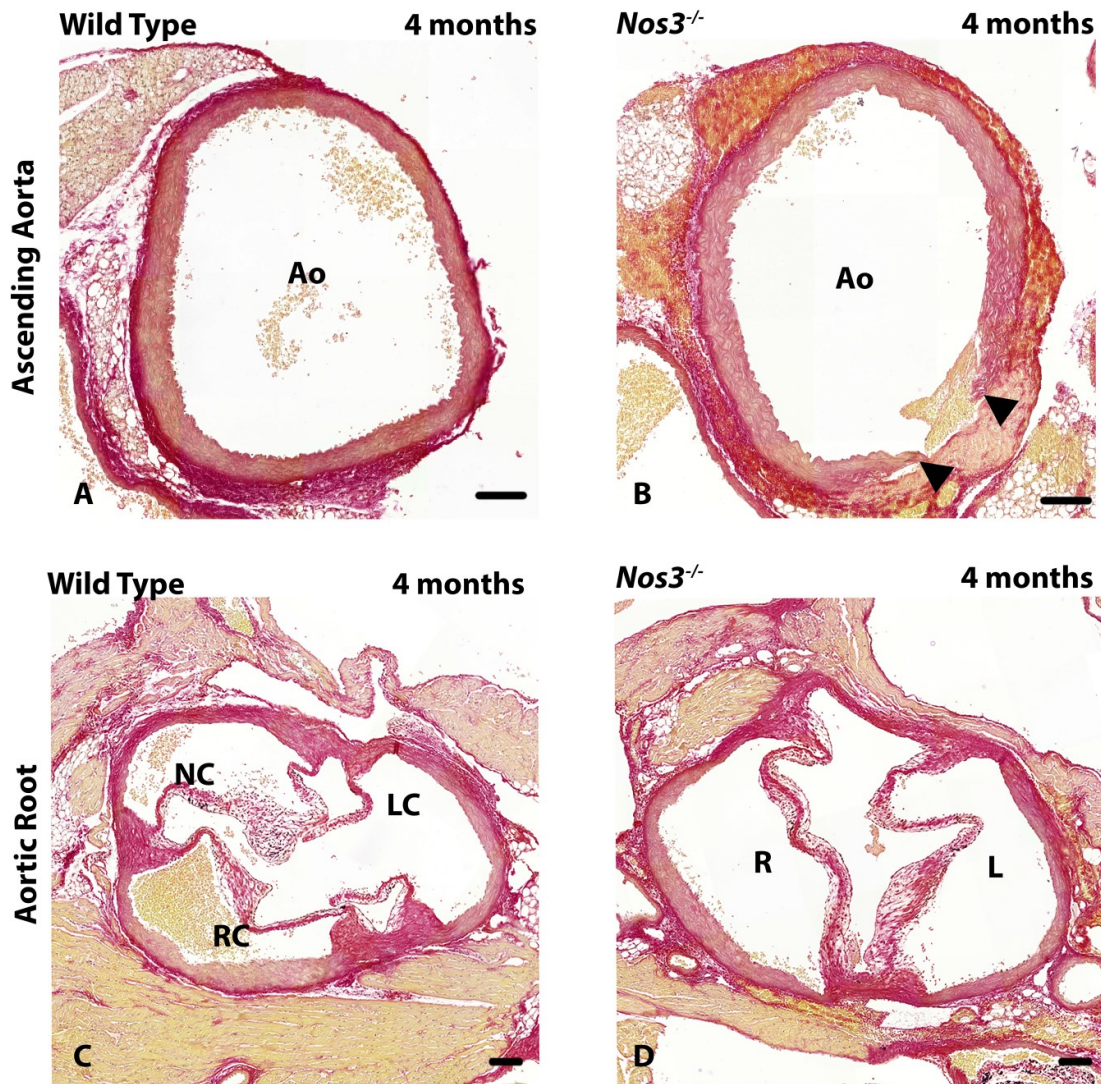 Wild Type 4 months
Nos3-/- 4 months
Ascending Aorta
Ao
Ao
A
B
Wild Type 4 months
Nos3-/- 4 months
Aortic Root
NC
LC
RC
R
L
C
D